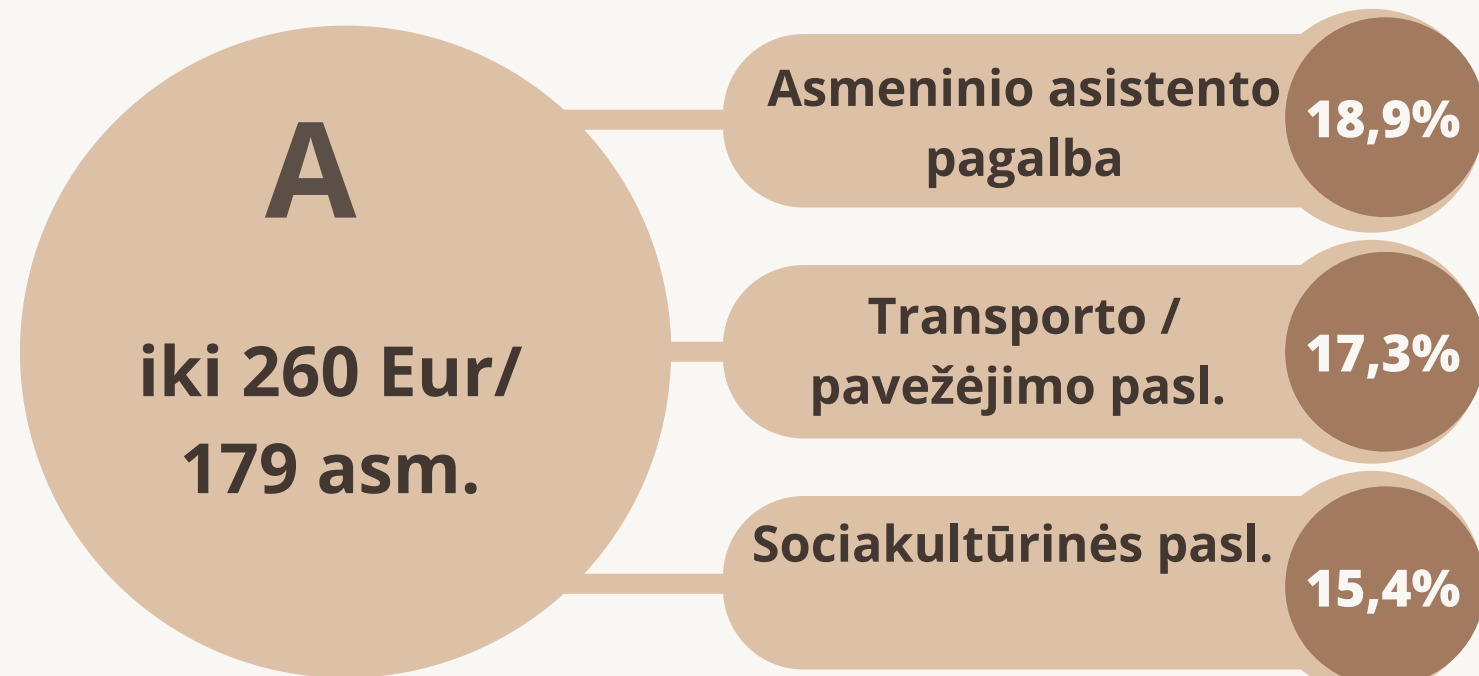 A
iki 260 Eur/
179 asm.
Asmeninio asistento
pagalba
18,9%
Transporto /
pavežėjimo pasl.
17,3%
Sociakultūrinės pasl.
15,4%